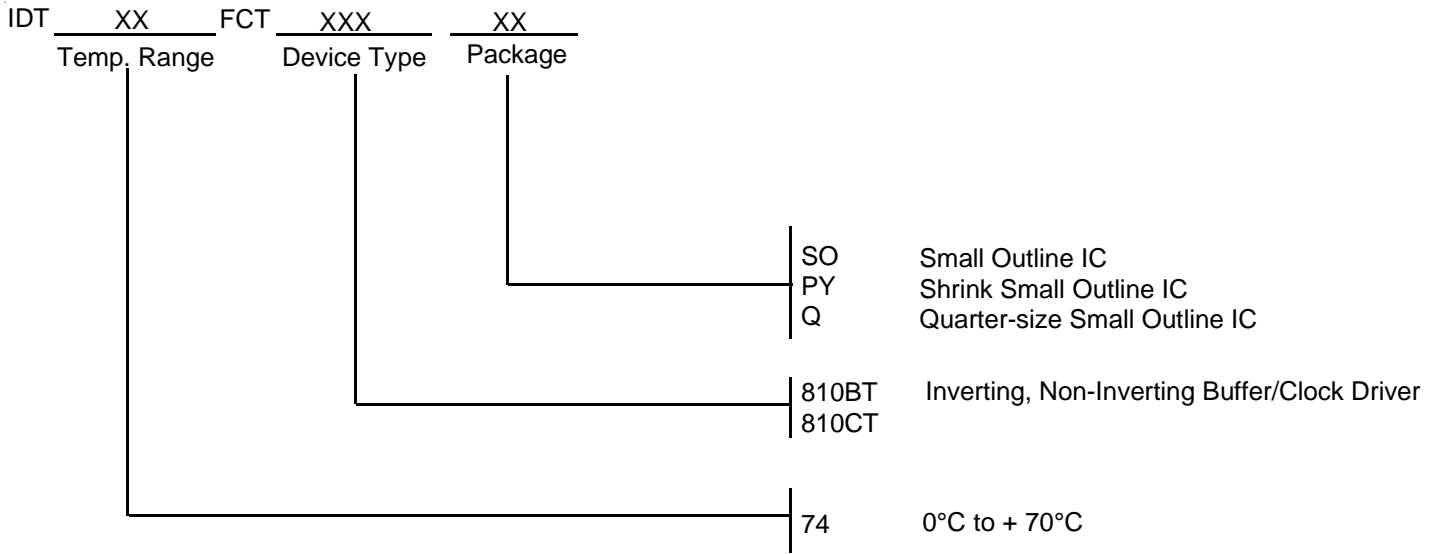 IDT XX FCT XXX XX
Temp. Range Device Type Package
SO Small Outline IC
PY Shrink Small Outline IC
Q Quarter-size Small Outline IC
810BT Inverting, Non-Inverting Buffer/Clock Driver
810CT
74 0°C to + 70°C